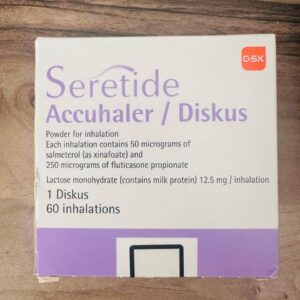 gsk
Seretide
Accuhaler / Diskus
Powder for inhalation
Each inhalation contains 50 micrograms of
salmeterol (as xinafoate) and
250 micrograms of fluticasone propionate
Lactose monohydrate (contains milk protein) 12.5 mg / inhalation
1 Diskus
60 inhalations